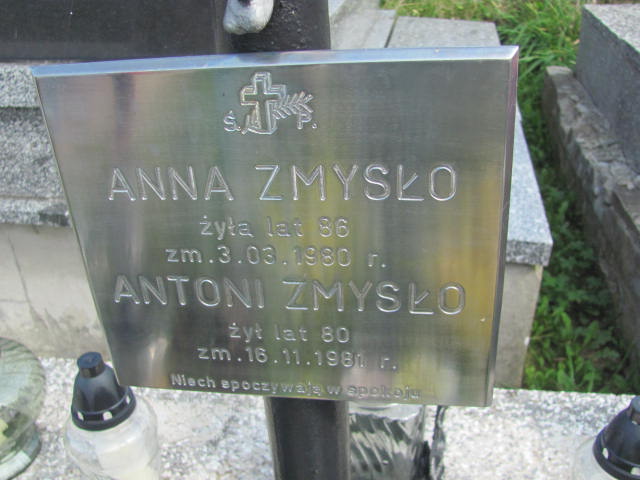 Ś. P.
ANNA ZMYSŁO
żyła lat 86
zm. 3.03.1980 r.
ANTONI ZMYSŁO
żył lat 80
zm. 16.11.1981 r.
Niech spoczywają w spokoju